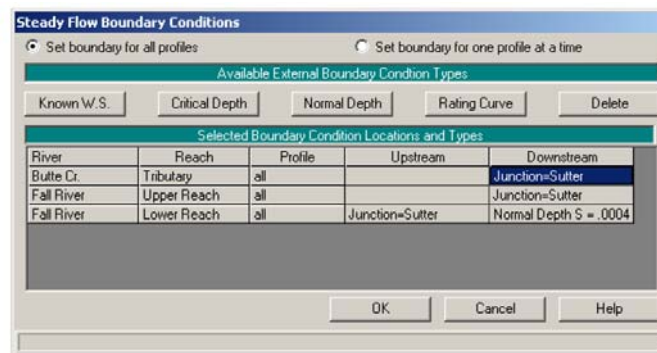 Steady Flow Boundary Conditions
Set boundary for all profiles Set boundary for one profile at a time
Available External Boundary Condtion Types
Known W.S. Critical Depth Normal Depth Rating Curve Delete
Selected Boundary Condition Locations and Types
River Reach Profile Upstream Downstream
Butte Cr. Tributary all Junction=Sutter
Fall River Upper Reach all Junction=Sutter
Fall River Lower Reach all Junction=Sutter Normal Depth S = .0004
OK Cancel Help